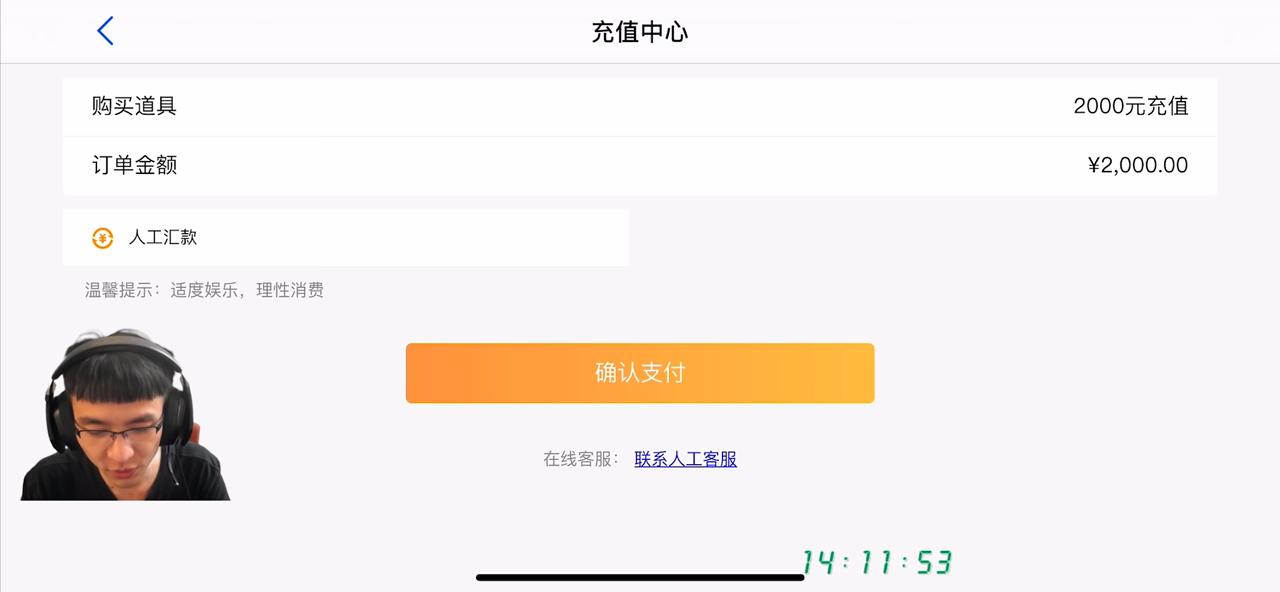 充值中心
购买道具 2000元充值
订单金额 ¥2,000.00
人工汇款
温馨提示：适度娱乐，理性消费
确认支付
在线客服： 联系人工客服
14:11:53